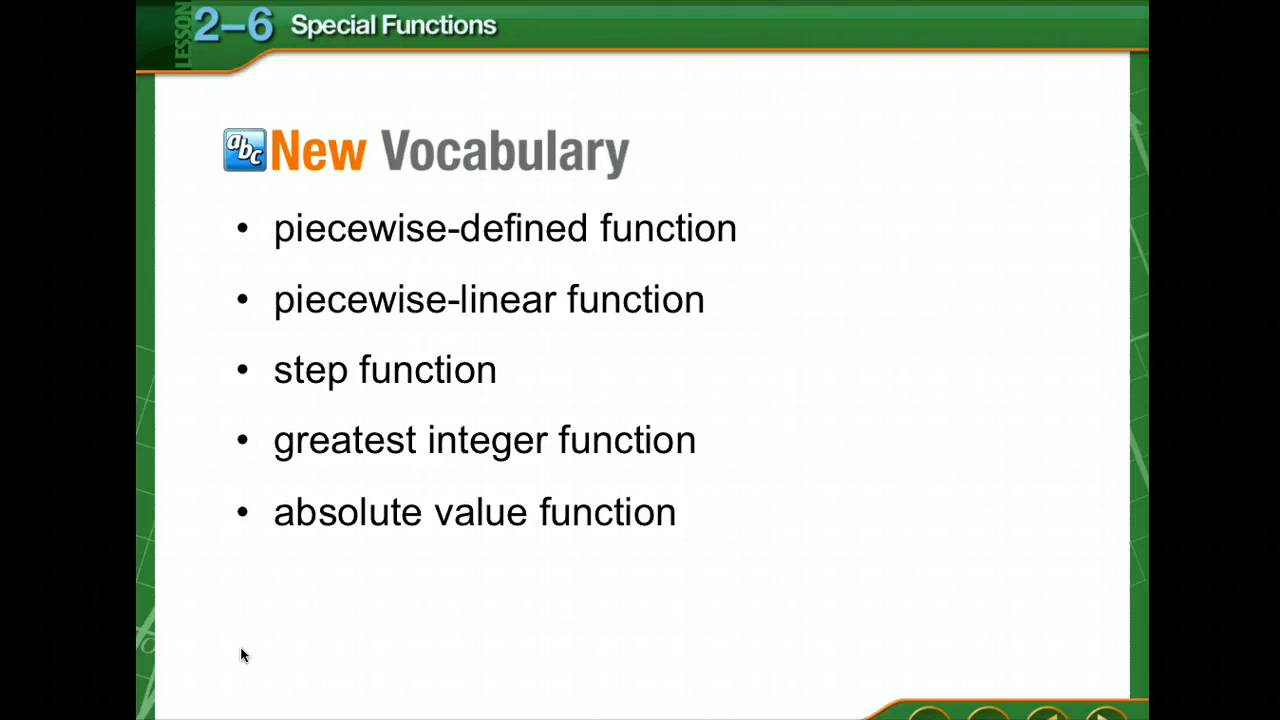 LESSON 2–6 Special Functions
abc New Vocabulary
• piecewise-defined function
• piecewise-linear function
• step function
• greatest integer function
• absolute value function